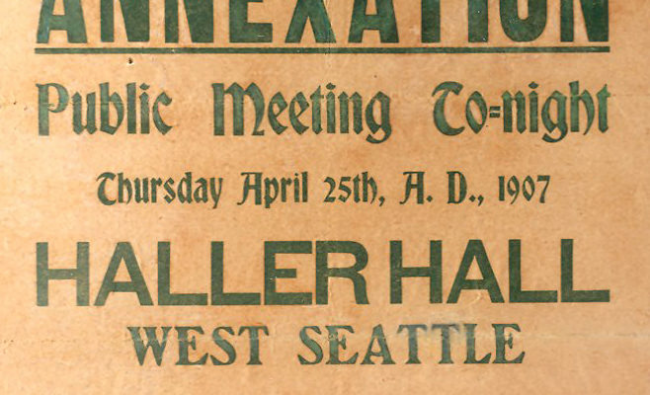 ANNEXATION
Public Meeting To-night
Thursday April 25th, A. D., 1907
HALLER HALL
WEST SEATTLE